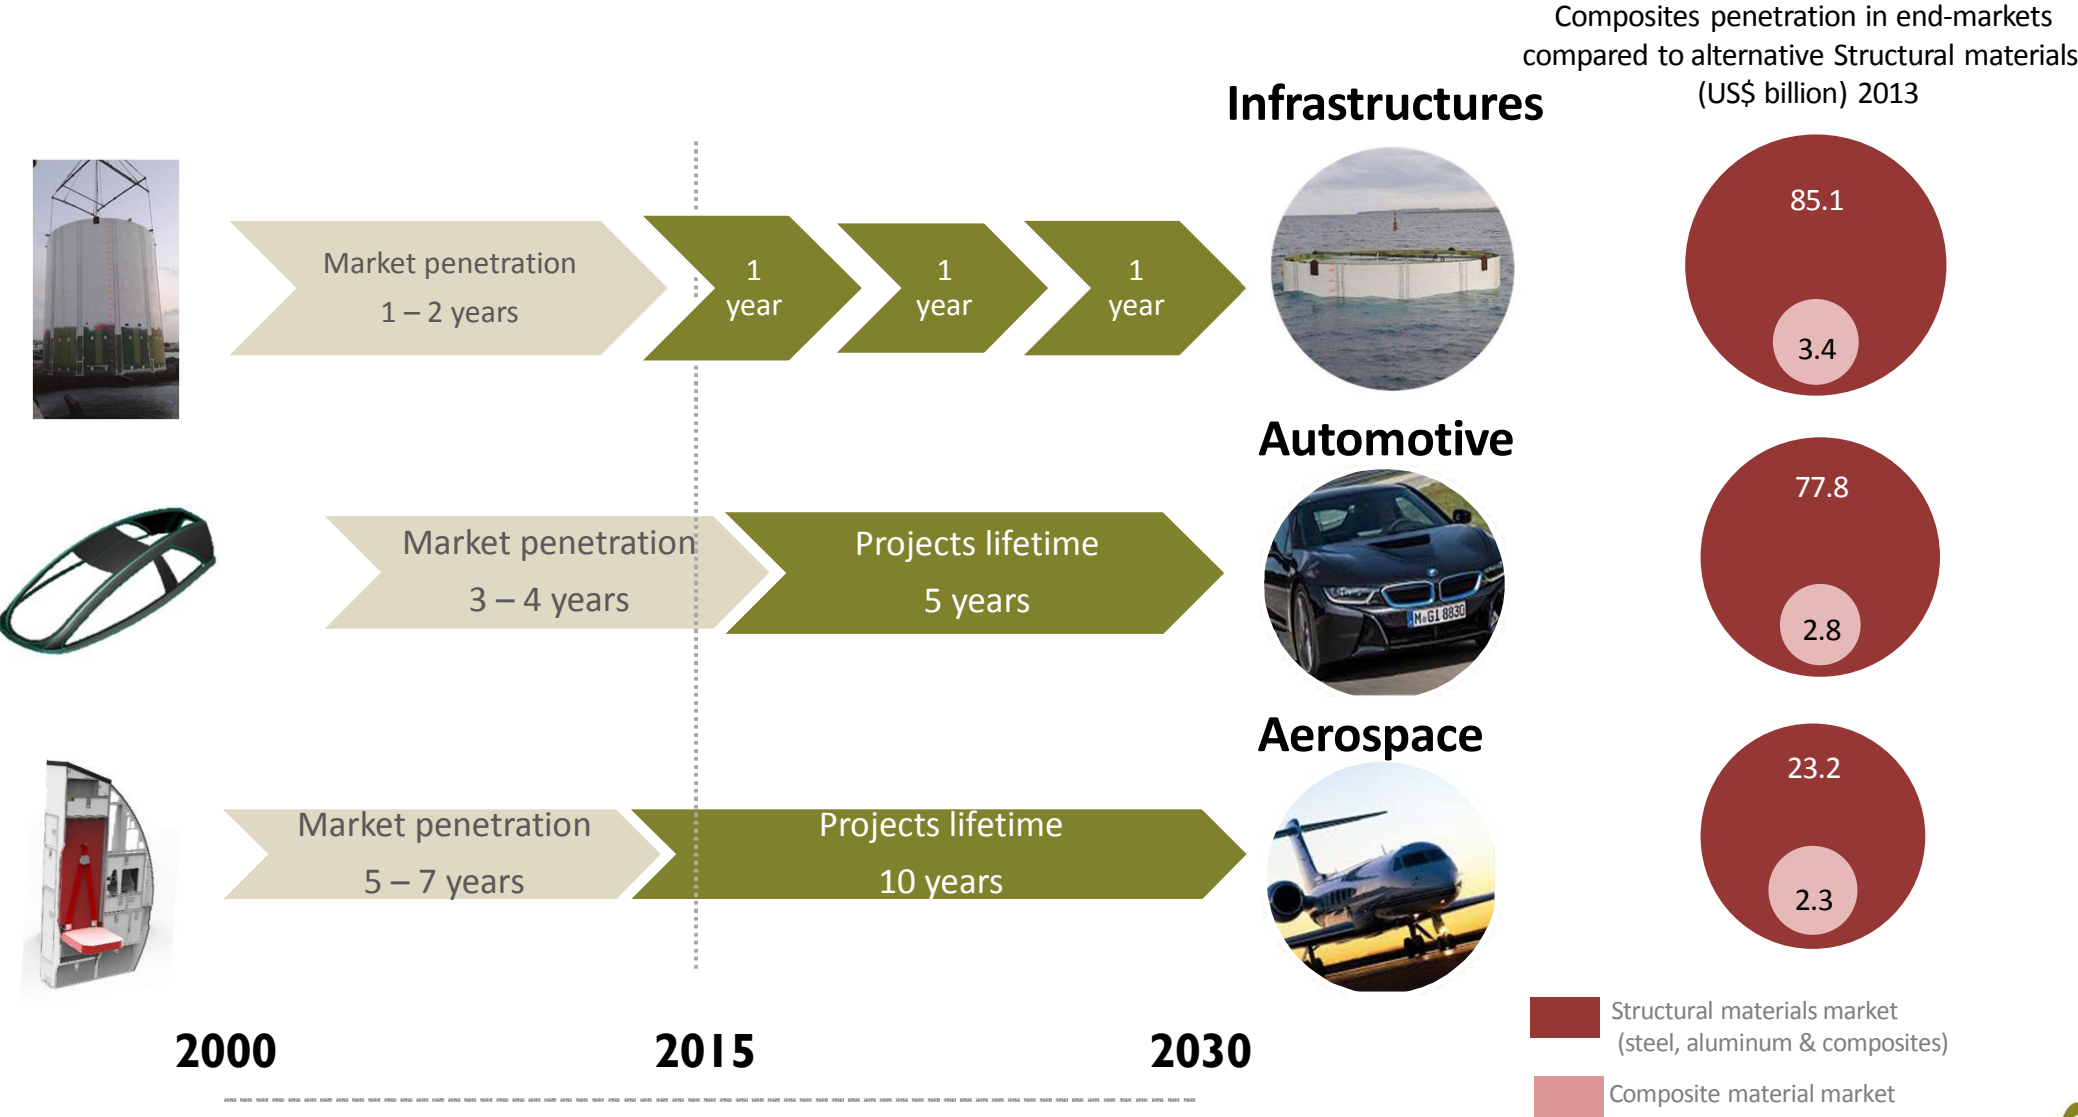 Composites penetration in end-markets
compared to alternative Structural materials
(US$ billion) 2013
Infrastructures
Market penetration
1 – 2 years
1
year
1
year
1
year
85.1
3.4
Automotive
Market penetration
3 – 4 years
Projects lifetime
5 years
M GI 8830
77.8
2.8
Aerospace
Market penetration
5 – 7 years
Projects lifetime
10 years
23.2
2.3
Structural materials market
(steel, aluminum & composites)
Composite material market
2000
2015
2030